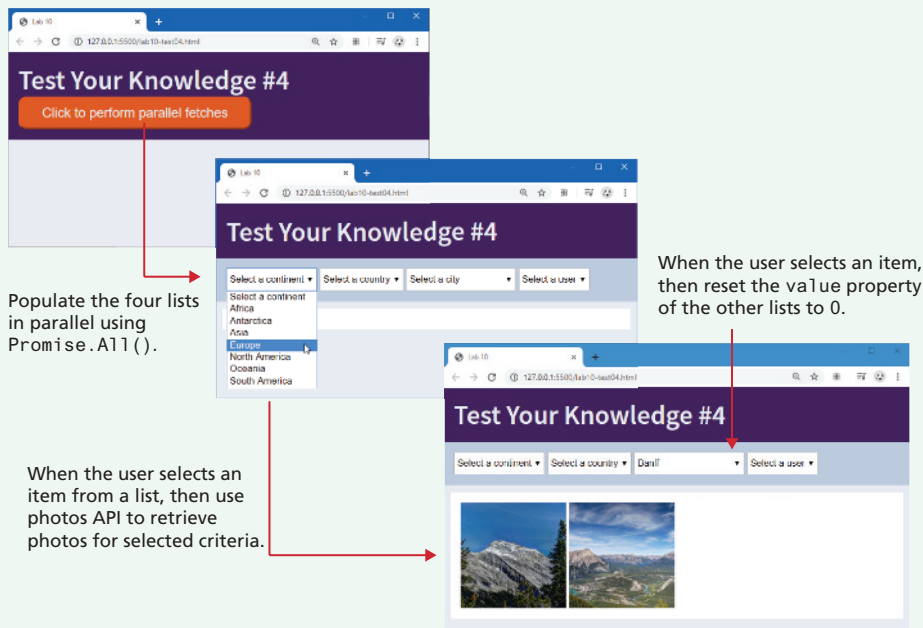 Lab 10
127.0.0.1:5500/lab10-test04.html
Test Your Knowledge #4
Click to perform parallel fetches
Lab 10
127.0.0.1:5500/lab10-test04.html
Test Your Knowledge #4
Select a continent Select a country Select a city Select a user
Select a continent
Africa
Antarctica
Asia
Europe
North America
Oceania
South America
Populate the four lists
in parallel using
Promise.All().
When the user selects an item,
then reset the value property
of the other lists to 0.
Lab 10
127.0.0.1:5500/lab10-test04.html
Test Your Knowledge #4
Select a continent Select a country Banff Select a user
When the user selects an
item from a list, then use
photos API to retrieve
photos for selected criteria.